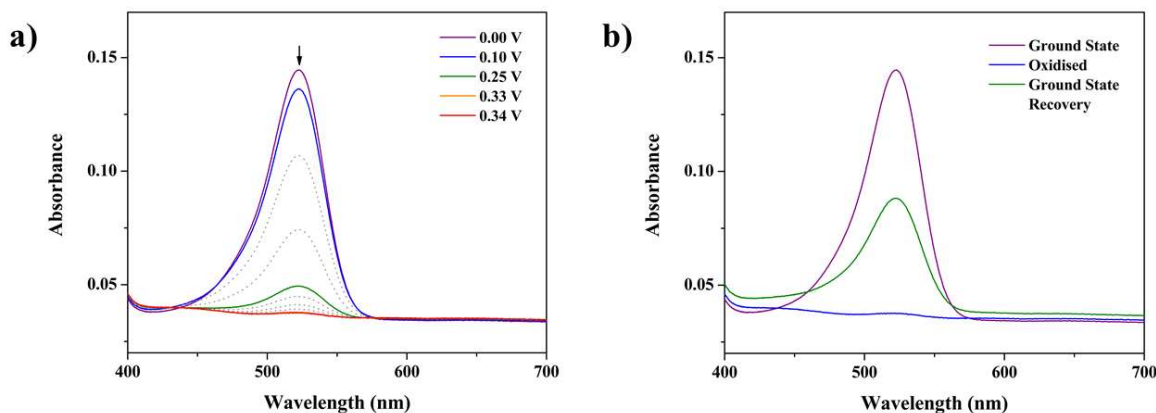 a)
0.00 V
0.10 V
0.25 V
0.33 V
0.34 V
0.15
0.10
0.05
Absorbance
400
500
600
700
Wavelength (nm)
b)
Ground State
Oxidised
Ground State
Recovery
0.15
0.10
0.05
Absorbance
400
500
600
700
Wavelength (nm)